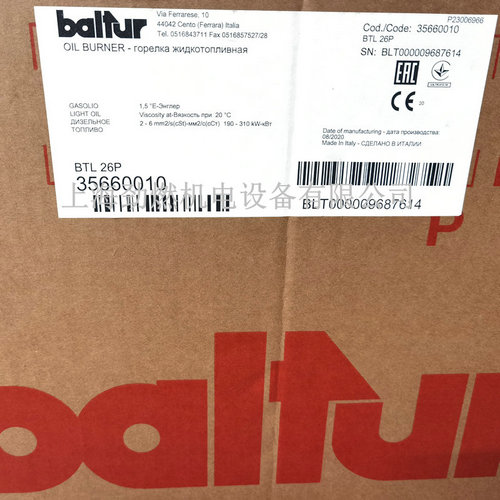 baltur
Via Ferrarese, 10
44042 Cento (Ferrara) Italia
Tel. 0516843711 Fax 0516857527/28
OIL BURNER - горелка жидкотопливная
P23006966
Cod./Code: 35660010
BTL 26P
SN: BLT000009687614
EAC
CE
GASOLIO
LIGHT OIL
ДИЗЕЛЬНОЕ
ТОПЛИВО
1,5 °E-Энглер
Viscosity at-Вязкость при 20 °C
2 - 6 mm2/s(cSt)-мм2/с(сСт) 190 - 310 kW-кВт
Date of manufacturing - дата производства:
08/2020
Made in Italy - СДЕЛАНО В ИТАЛИИ
BTL 26P
35660010
BLT000009687614
机电设备有限公司
P
baltur